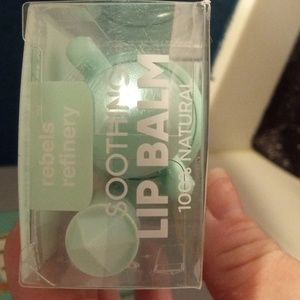 rebels
refinery
SOOTHING
LIP BALM
100% NATURAL